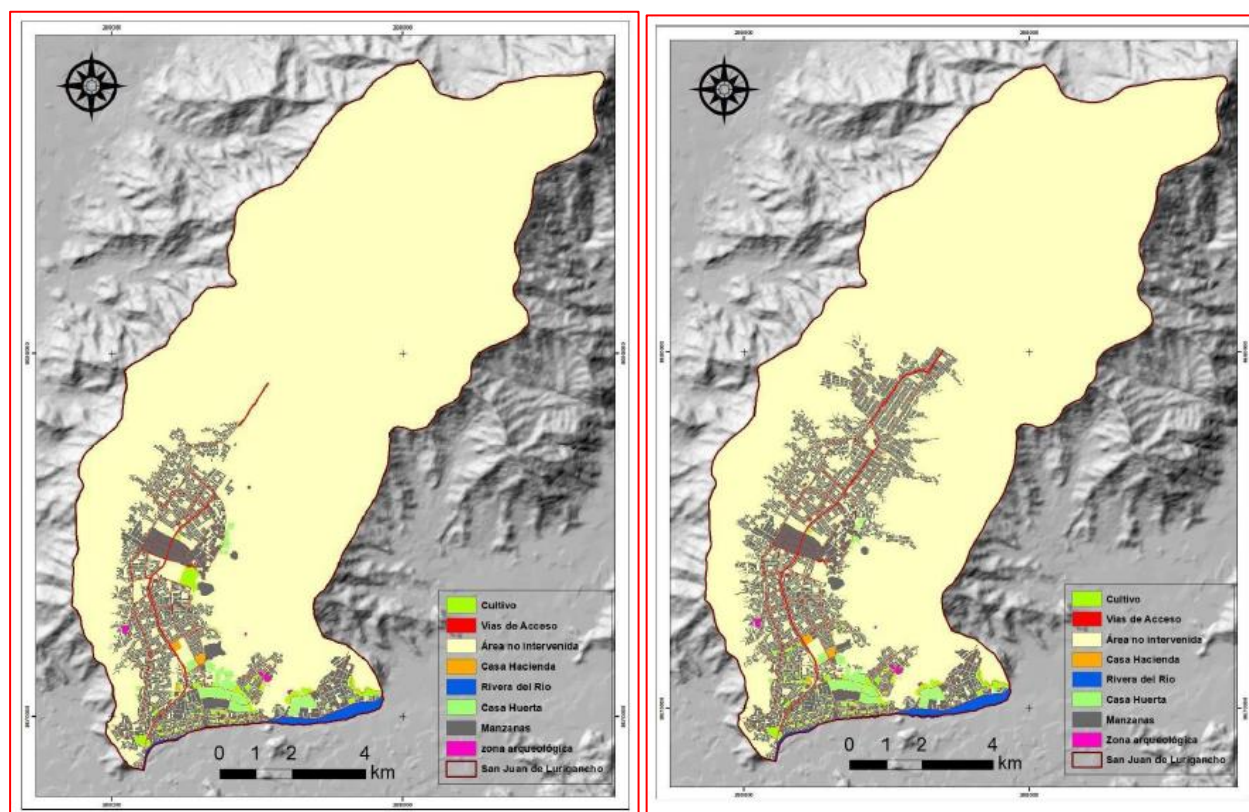 Cultivo
Vias de Acceso
Área no intervenida
Casa Hacienda
Rivera del Rio
Casa Huerta
Manzanas
zona arqueológica
San Juan de Lurigancho
0 1 2 4
km
Cultivo
Vias de Acceso
Área no intervenida
Casa Hacienda
Rivera del Rio
Casa Huerta
Manzanas
Zona arqueológica
San Juan de Lurigancho
0 1 2 4
km